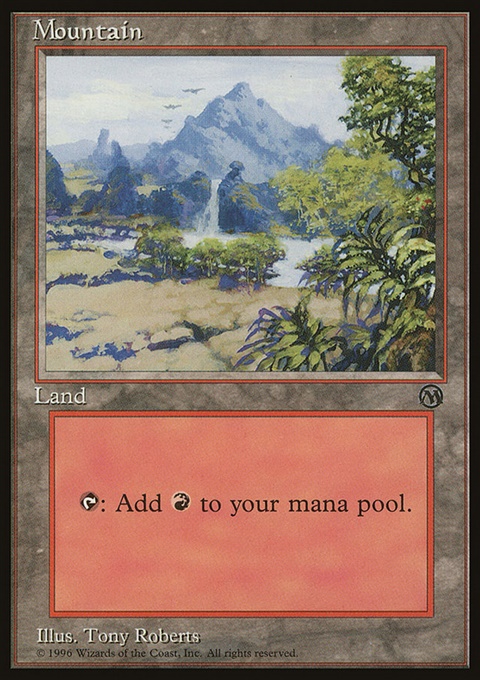 Mountain
Land
: Add to your mana pool.
Illus. Tony Roberts
© 1996 Wizards of the Coast, Inc. All rights reserved.